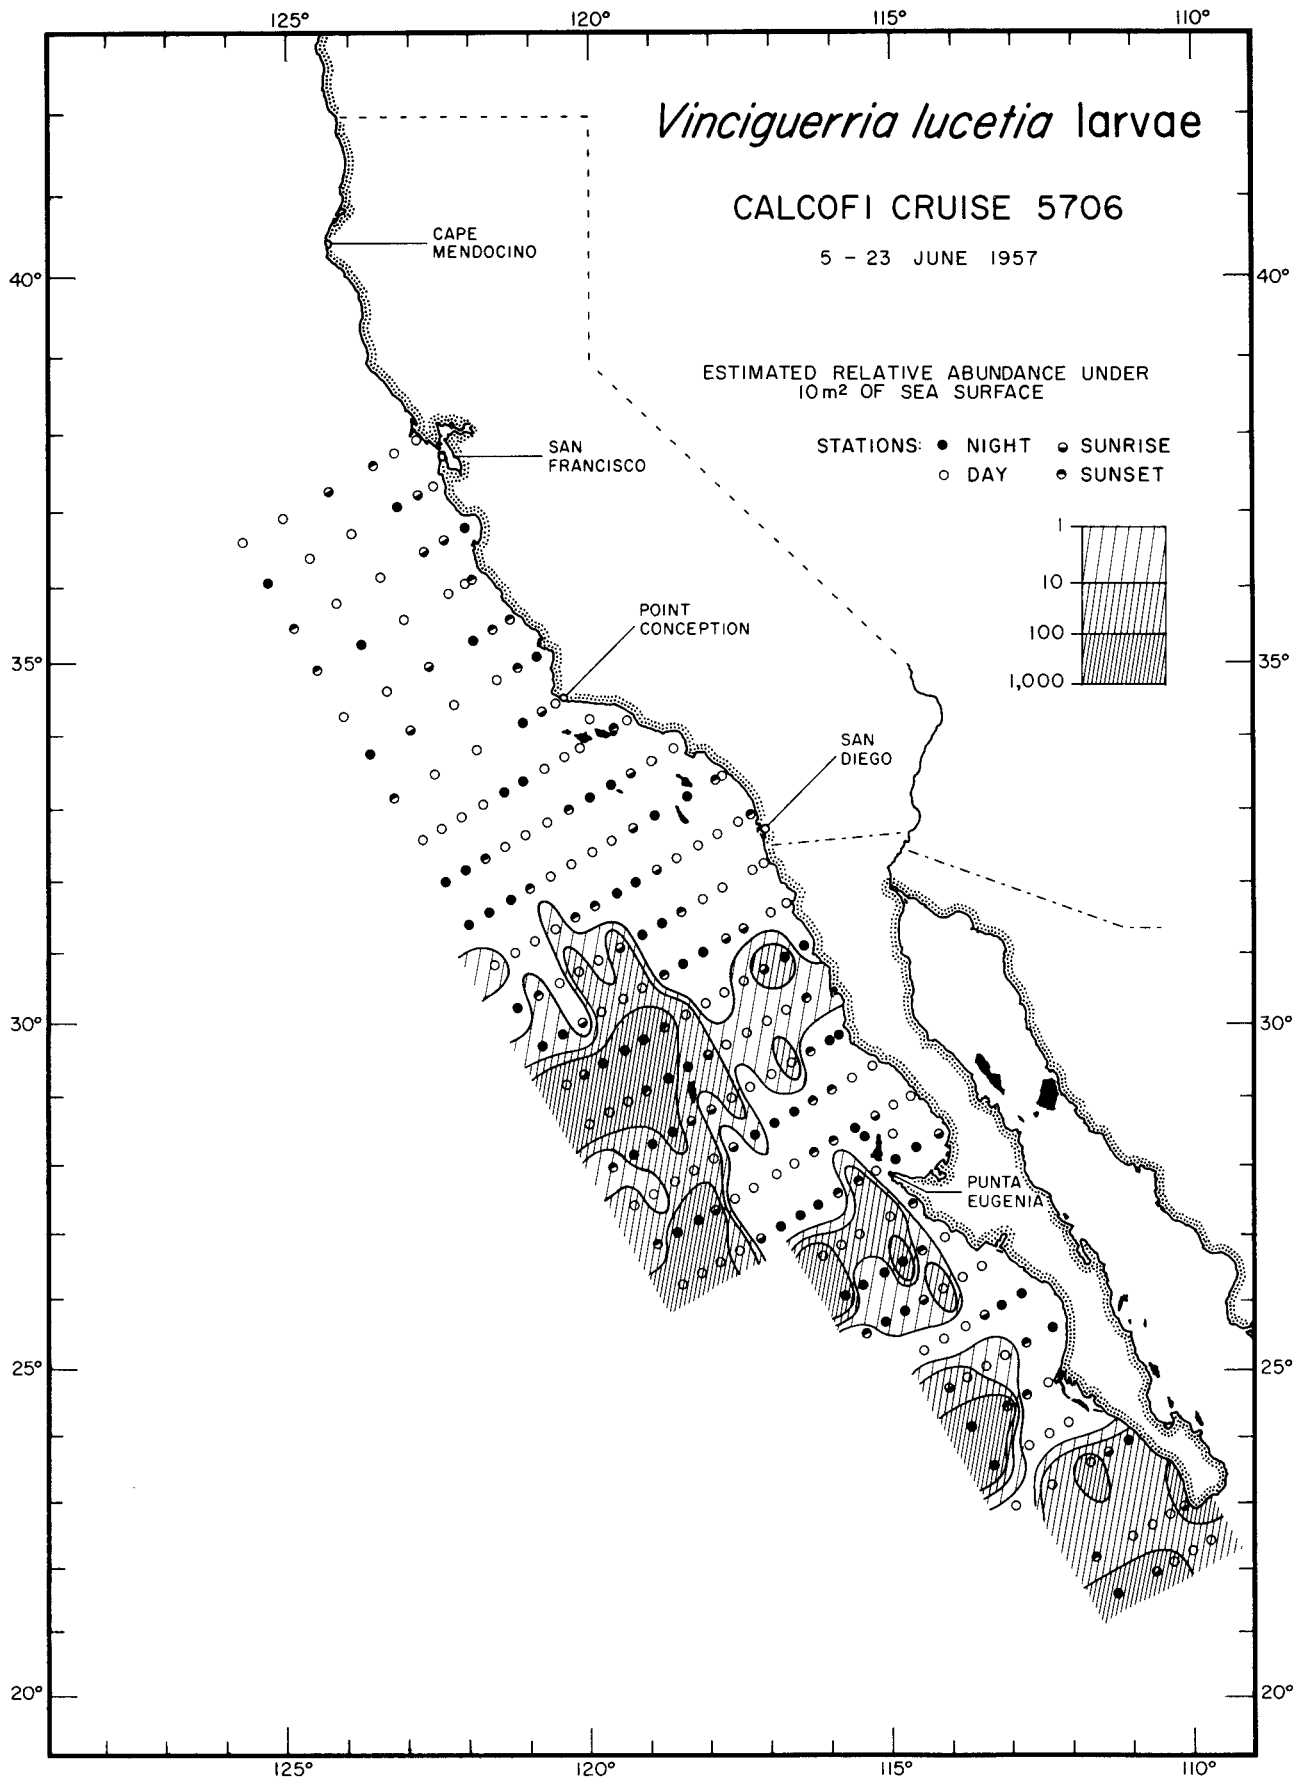 125°
120°
115°
110°
Vinciguerria lucetia larvae
CALCOFI CRUISE 5706
5 – 23 JUNE 1957
CAPE
MENDOCINO
40°
40°
ESTIMATED RELATIVE ABUNDANCE UNDER
10m² OF SEA SURFACE
STATIONS: NIGHT SUNRISE
DAY SUNSET
SAN
FRANCISCO
1
10
100
1,000
POINT
CONCEPTION
35°
35°
SAN
DIEGO
30°
30°
PUNTA
EUGENIA
25°
25°
20°
20°
125°
120°
115°
110°